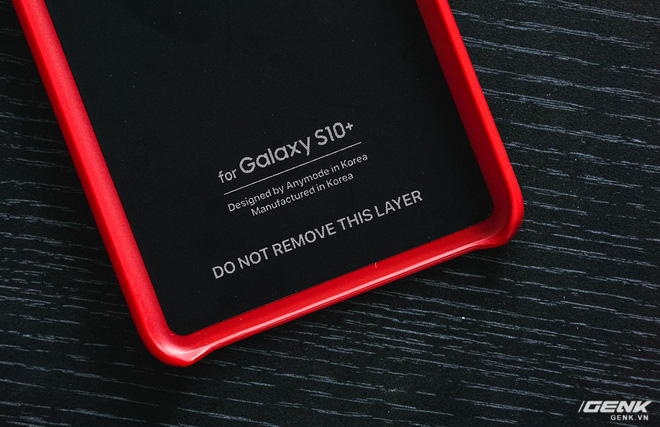 for Galaxy S10+
Designed by Anymode in Korea
Manufactured in Korea
DO NOT REMOVE THIS LAYER
GENK
GENK.VN